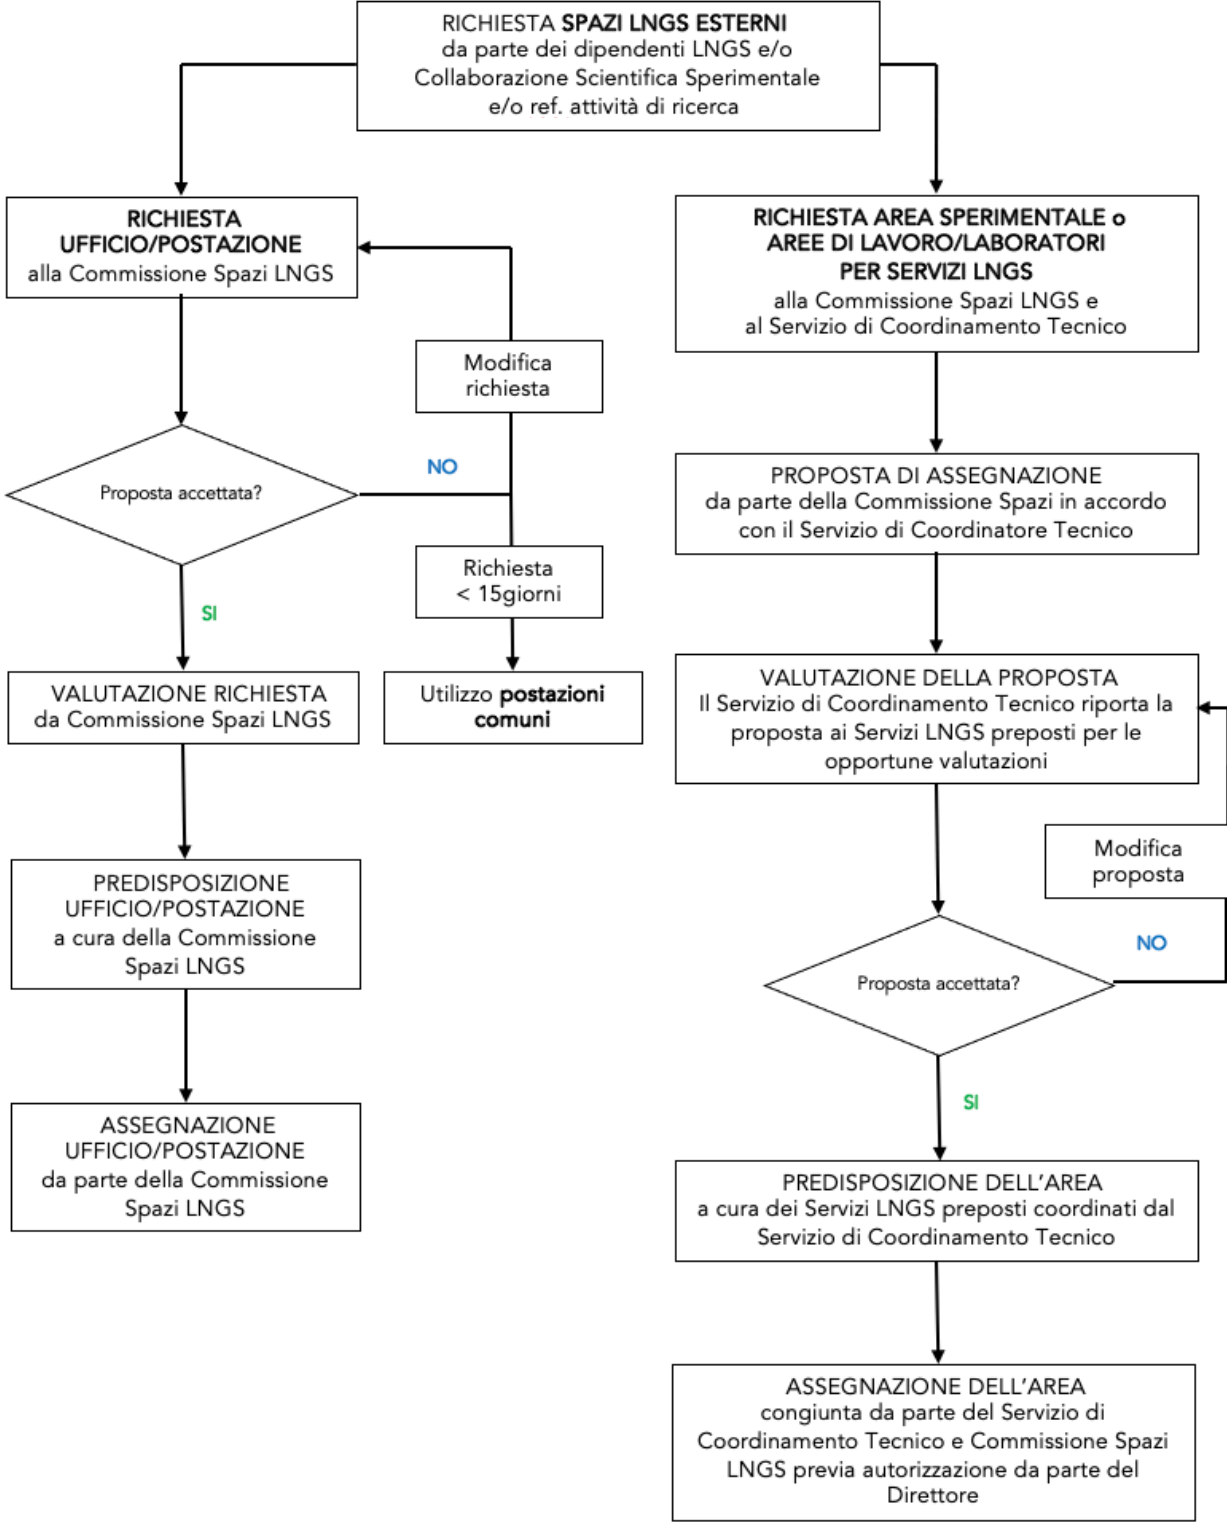 RICHIESTA SPAZI LNGS ESTERNI
da parte dei dipendenti LNGS e/o
Collaborazione Scientifica Sperimentale
e/o ref. attività di ricerca
RICHIESTA
UFFICIO/POSTAZIONE
alla Commissione Spazi LNGS
Modifica
richiesta
Proposta accettata?
NO
Richiesta
< 15giorni
SI
Utilizzo postazioni
comuni
VALUTAZIONE RICHIESTA
da Commissione Spazi LNGS
PREDISPOSIZIONE
UFFICIO/POSTAZIONE
a cura della Commissione
Spazi LNGS
ASSEGNAZIONE
UFFICIO/POSTAZIONE
da parte della Commissione
Spazi LNGS
RICHIESTA AREA SPERIMENTALE o
AREE DI LAVORO/LABORATORI
PER SERVIZI LNGS
alla Commissione Spazi LNGS e
al Servizio di Coordinamento Tecnico
PROPOSTA DI ASSEGNAZIONE
da parte della Commissione Spazi in accordo
con il Servizio di Coordinatore Tecnico
VALUTAZIONE DELLA PROPOSTA
Il Servizio di Coordinamento Tecnico riporta la
proposta ai Servizi LNGS preposti per le
opportune valutazioni
Modifica
proposta
NO
Proposta accettata?
SI
PREDISPOSIZIONE DELL'AREA
a cura dei Servizi LNGS preposti coordinati dal
Servizio di Coordinamento Tecnico
ASSEGNAZIONE DELL'AREA
congiunta da parte del Servizio di
Coordinamento Tecnico e Commissione Spazi
LNGS previa autorizzazione da parte del
Direttore